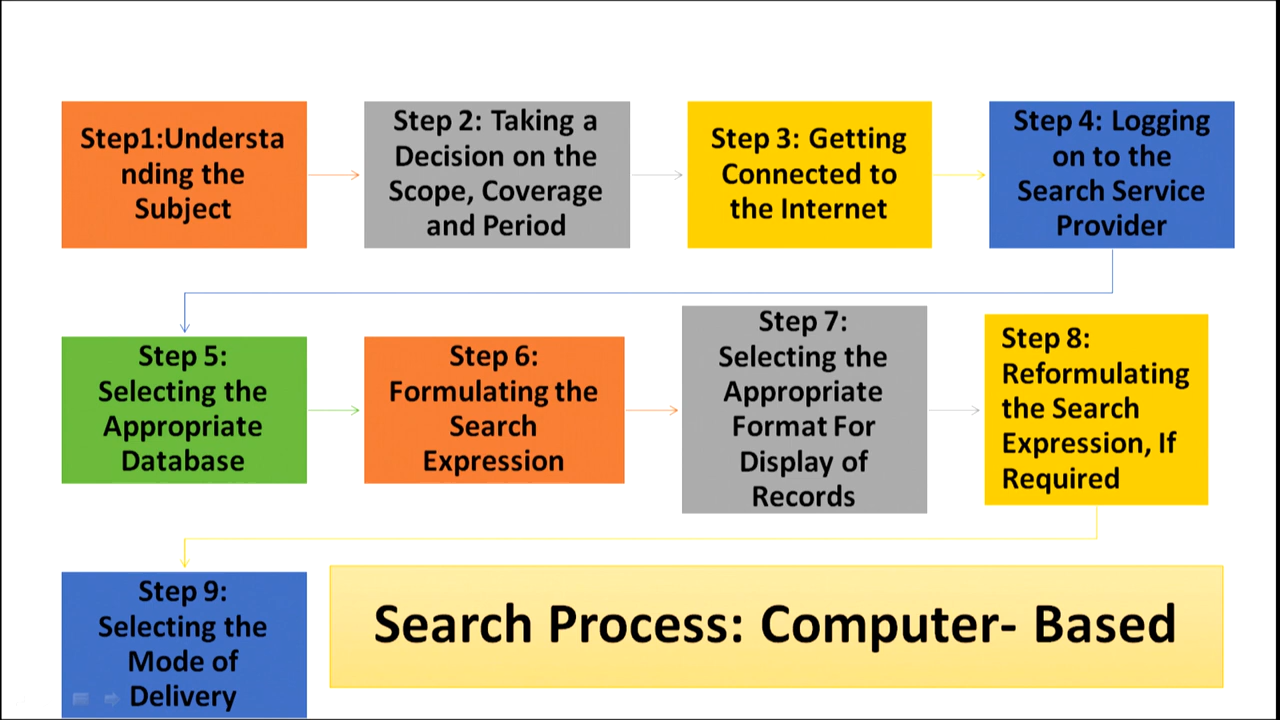 Step1:Understa
nding the
Subject
Step 2: Taking a
Decision on the
Scope, Coverage
and Period
Step 3: Getting
Connected to
the Internet
Step 4: Logging
on to the
Search Service
Provider
Step 5:
Selecting the
Appropriate
Database
Step 6:
Formulating the
Search
Expression
Step 7:
Selecting the
Appropriate
Format For
Display of
Records
Step 8:
Reformulating
the Search
Expression, If
Required
Step 9:
Selecting the
Mode of
Delivery
Search Process: Computer- Based